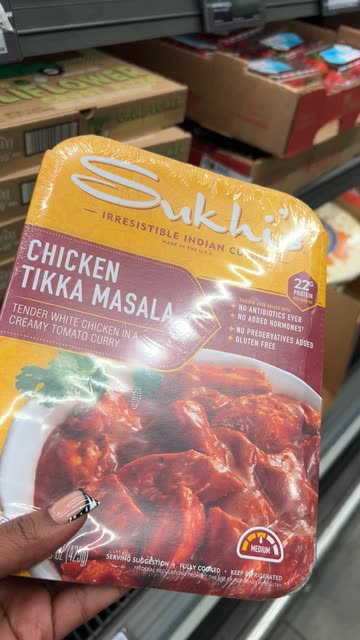 LIFLOWER
Sukhi's
IRRESISTIBLE INDIAN
MADE IN THE U.S.A.
CHICKEN
TIKKA MASALA
TENDER WHITE CHICKEN IN A
CREAMY TOMATO CURRY
22G
PROTEIN
NO ANTIBIOTICS EVER
NO ADDED HORMONES
NO PRESERVATIVES ADDED
GLUTEN FREE
MEDIUM
SERVING SUGGESTION • FULLY COOKED • KEEP REFRIGERATED